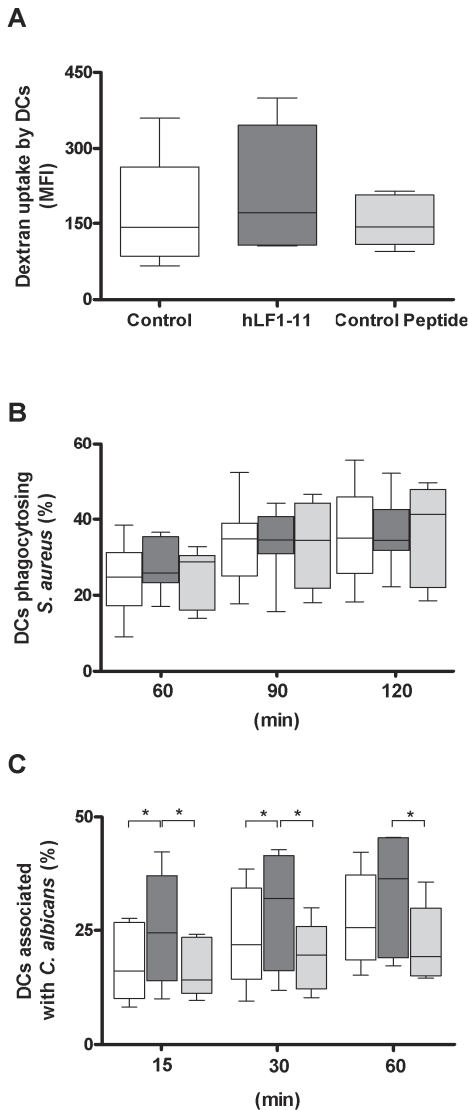 A
Dextran uptake by DCs
(MFI)
450
300
150
0
Control hLF1-11 Control Peptide
B
DCs phagocytosing
S. aureus (%)
60
40
20
0
60 90 120
(min)
C
DCs associated
with C. albicans (%)
50
25
0
* * * * *
15 30 60
(min)